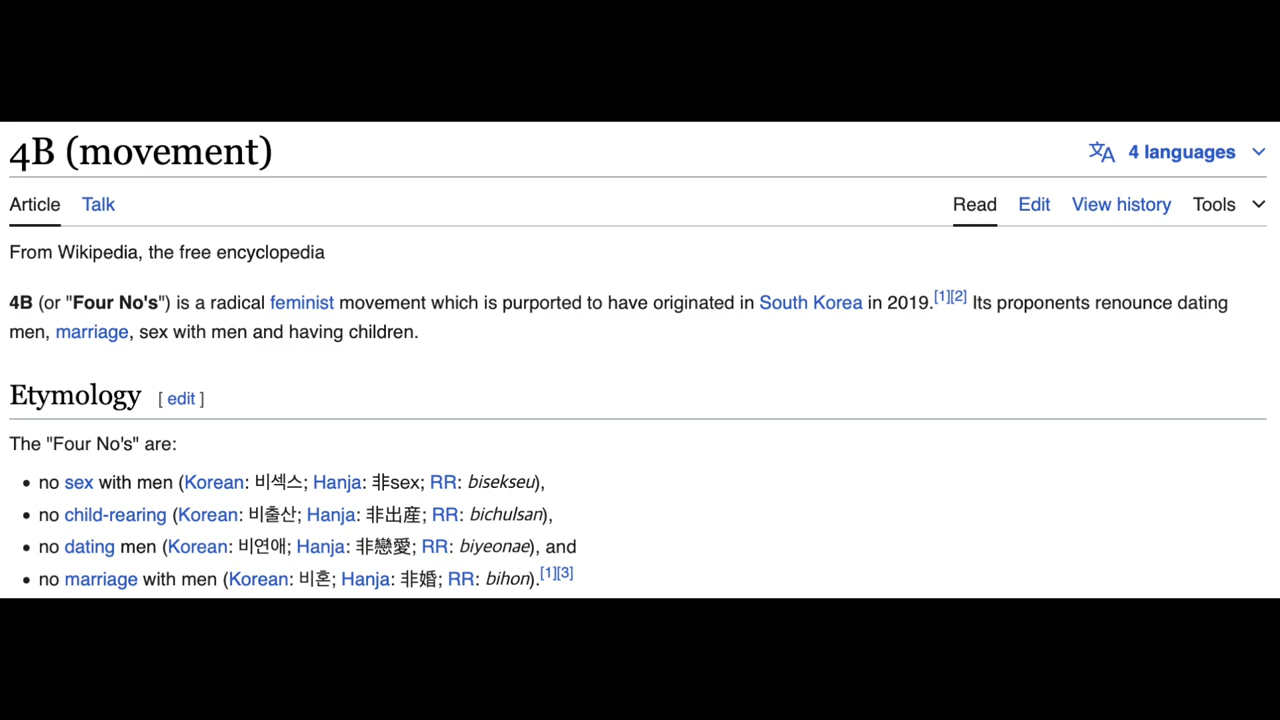 4B (movement)
4 languages
Article Talk Read Edit View history Tools
From Wikipedia, the free encyclopedia
4B (or "Four No's") is a radical feminist movement which is purported to have originated in South Korea in 2019.[1][2] Its proponents renounce dating
men, marriage, sex with men and having children.
Etymology [ edit ]
The "Four No's" are:
• no sex with men (Korean: 비섹스; Hanja: 非sex; RR: bisekseu),
• no child-rearing (Korean: 비출산; Hanja: 非出産; RR: bichulsan),
• no dating men (Korean: 비연애; Hanja: 非戀愛; RR: biyeonae), and
• no marriage with men (Korean: 비혼; Hanja: 非婚; RR: bihon).[1][3]